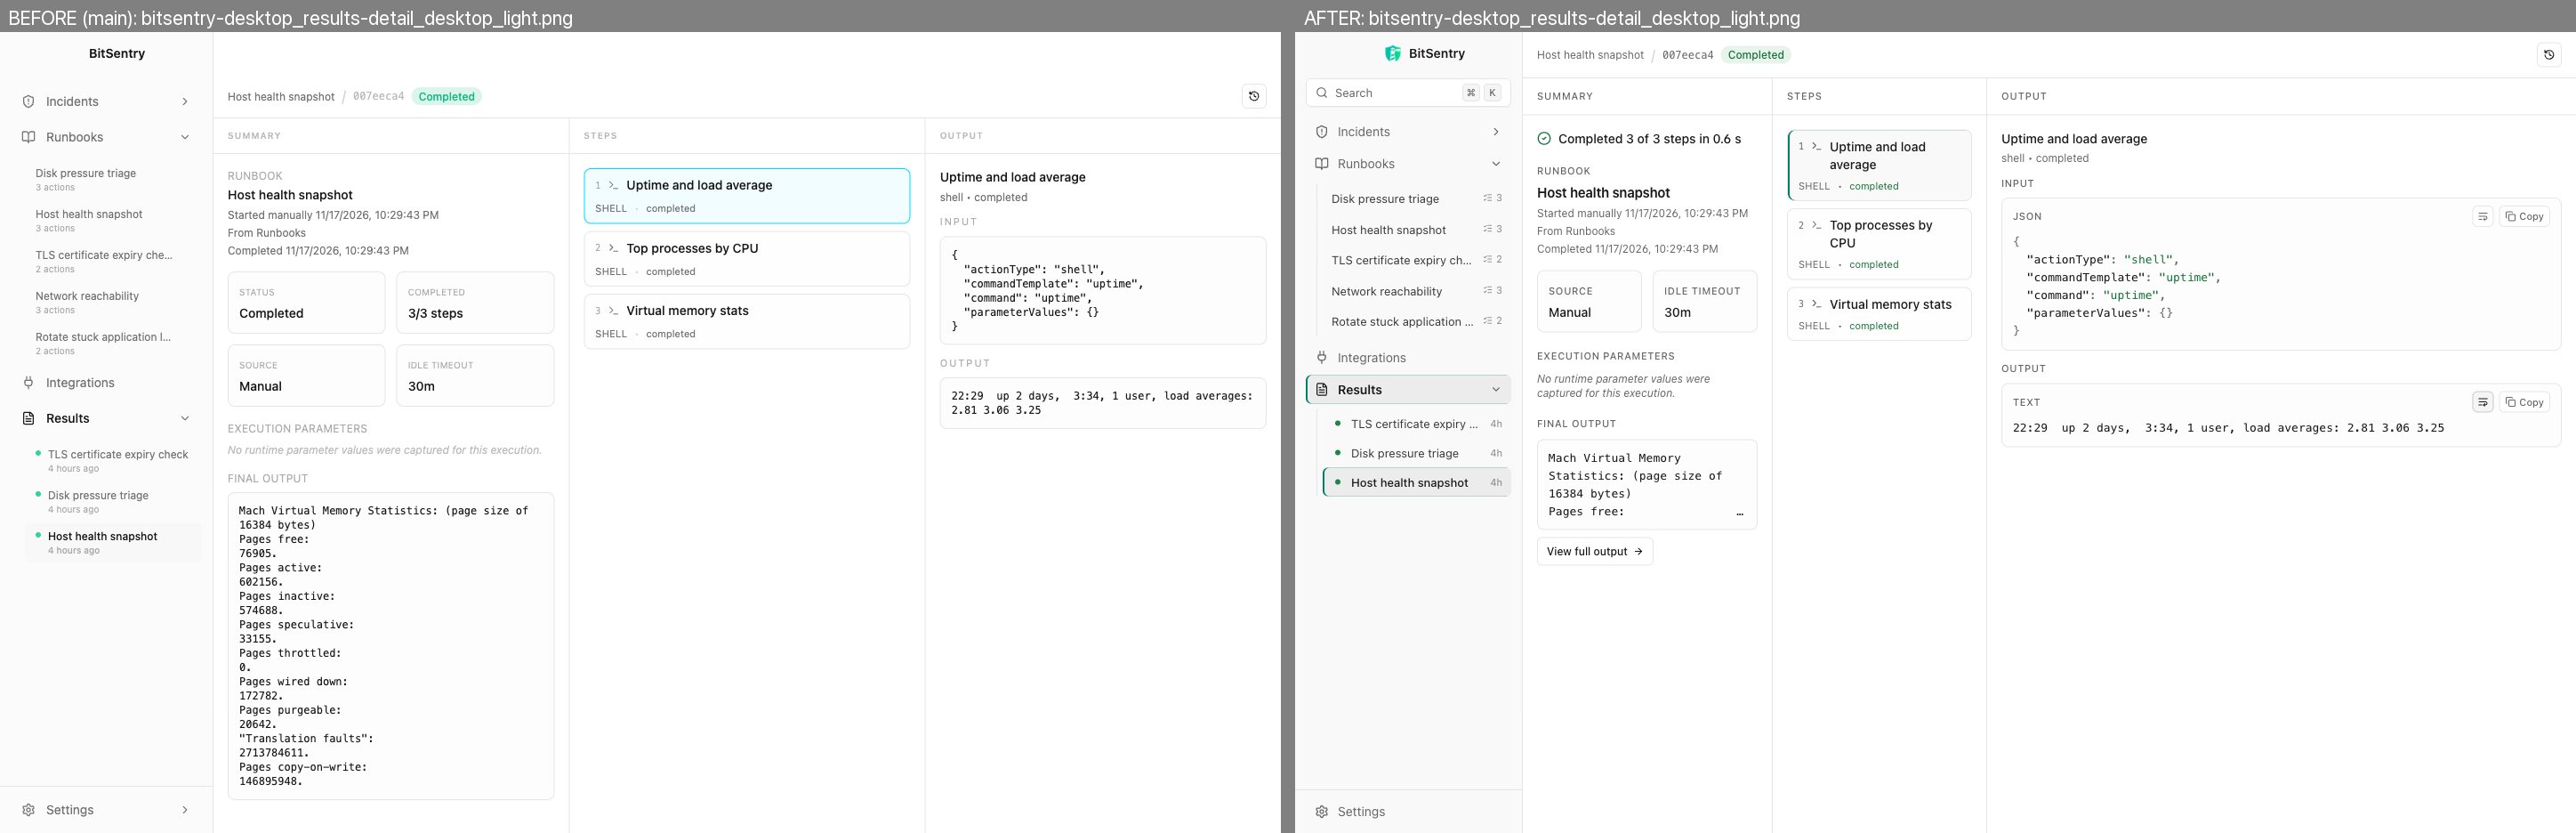 BEFORE (main): bitsentry-desktop_results-detail_desktop_light.png
BitSentry
Incidents
Runbooks
Disk pressure triage
3 actions
Host health snapshot
3 actions
TLS certificate expiry che...
2 actions
Network reachability
3 actions
Rotate stuck application l...
2 actions
Integrations
Results
TLS certificate expiry check
4 hours ago
Disk pressure triage
4 hours ago
Host health snapshot
4 hours ago
Settings
Host health snapshot / 007eeca4 Completed
SUMMARY
RUNBOOK
Host health snapshot
Started manually 11/17/2026, 10:29:43 PM
From Runbooks
Completed 11/17/2026, 10:29:43 PM
STATUS
Completed
COMPLETED
3/3 steps
SOURCE
Manual
IDLE TIMEOUT
30m
EXECUTION PARAMETERS
No runtime parameter values were captured for this execution.
FINAL OUTPUT
Mach Virtual Memory Statistics: (page size of
16384 bytes)
Pages free:
76905.
Pages active:
602156.
Pages inactive:
574688.
Pages speculative:
33155.
Pages throttled:
0.
Pages wired down:
172782.
Pages purgeable:
20642.
"Translation faults":
2713784611.
Pages copy-on-write:
146895948.
STEPS
1 Uptime and load average
SHELL · completed
2 Top processes by CPU
SHELL · completed
3 Virtual memory stats
SHELL · completed
OUTPUT
Uptime and load average
shell • completed
INPUT
{
"actionType": "shell",
"commandTemplate": "uptime",
"command": "uptime",
"parameterValues": {}
}
OUTPUT
22:29  up 2 days,  3:34, 1 user, load averages:
2.81 3.06 3.25
AFTER: bitsentry-desktop_results-detail_desktop_light.png
BitSentry
Search ⌘ K
Incidents
Runbooks
Disk pressure triage 3
Host health snapshot 3
TLS certificate expiry ch... 2
Network reachability 3
Rotate stuck application ... 2
Integrations
Results
TLS certificate expiry ... 4h
Disk pressure triage 4h
Host health snapshot 4h
Settings
Host health snapshot / 007eeca4 Completed
SUMMARY
Completed 3 of 3 steps in 0.6 s
RUNBOOK
Host health snapshot
Started manually 11/17/2026, 10:29:43 PM
From Runbooks
Completed 11/17/2026, 10:29:43 PM
SOURCE
Manual
IDLE TIMEOUT
30m
EXECUTION PARAMETERS
No runtime parameter values were
captured for this execution.
FINAL OUTPUT
Mach Virtual Memory
Statistics: (page size of
16384 bytes)
Pages free: …
View full output →
STEPS
1 Uptime and load
average
SHELL • completed
2 Top processes by
CPU
SHELL • completed
3 Virtual memory stats
SHELL • completed
OUTPUT
Uptime and load average
shell • completed
INPUT
JSON Copy
{
"actionType": "shell",
"commandTemplate": "uptime",
"command": "uptime",
"parameterValues": {}
}
OUTPUT
TEXT Copy
22:29  up 2 days,  3:34, 1 user, load averages: 2.81 3.06 3.25